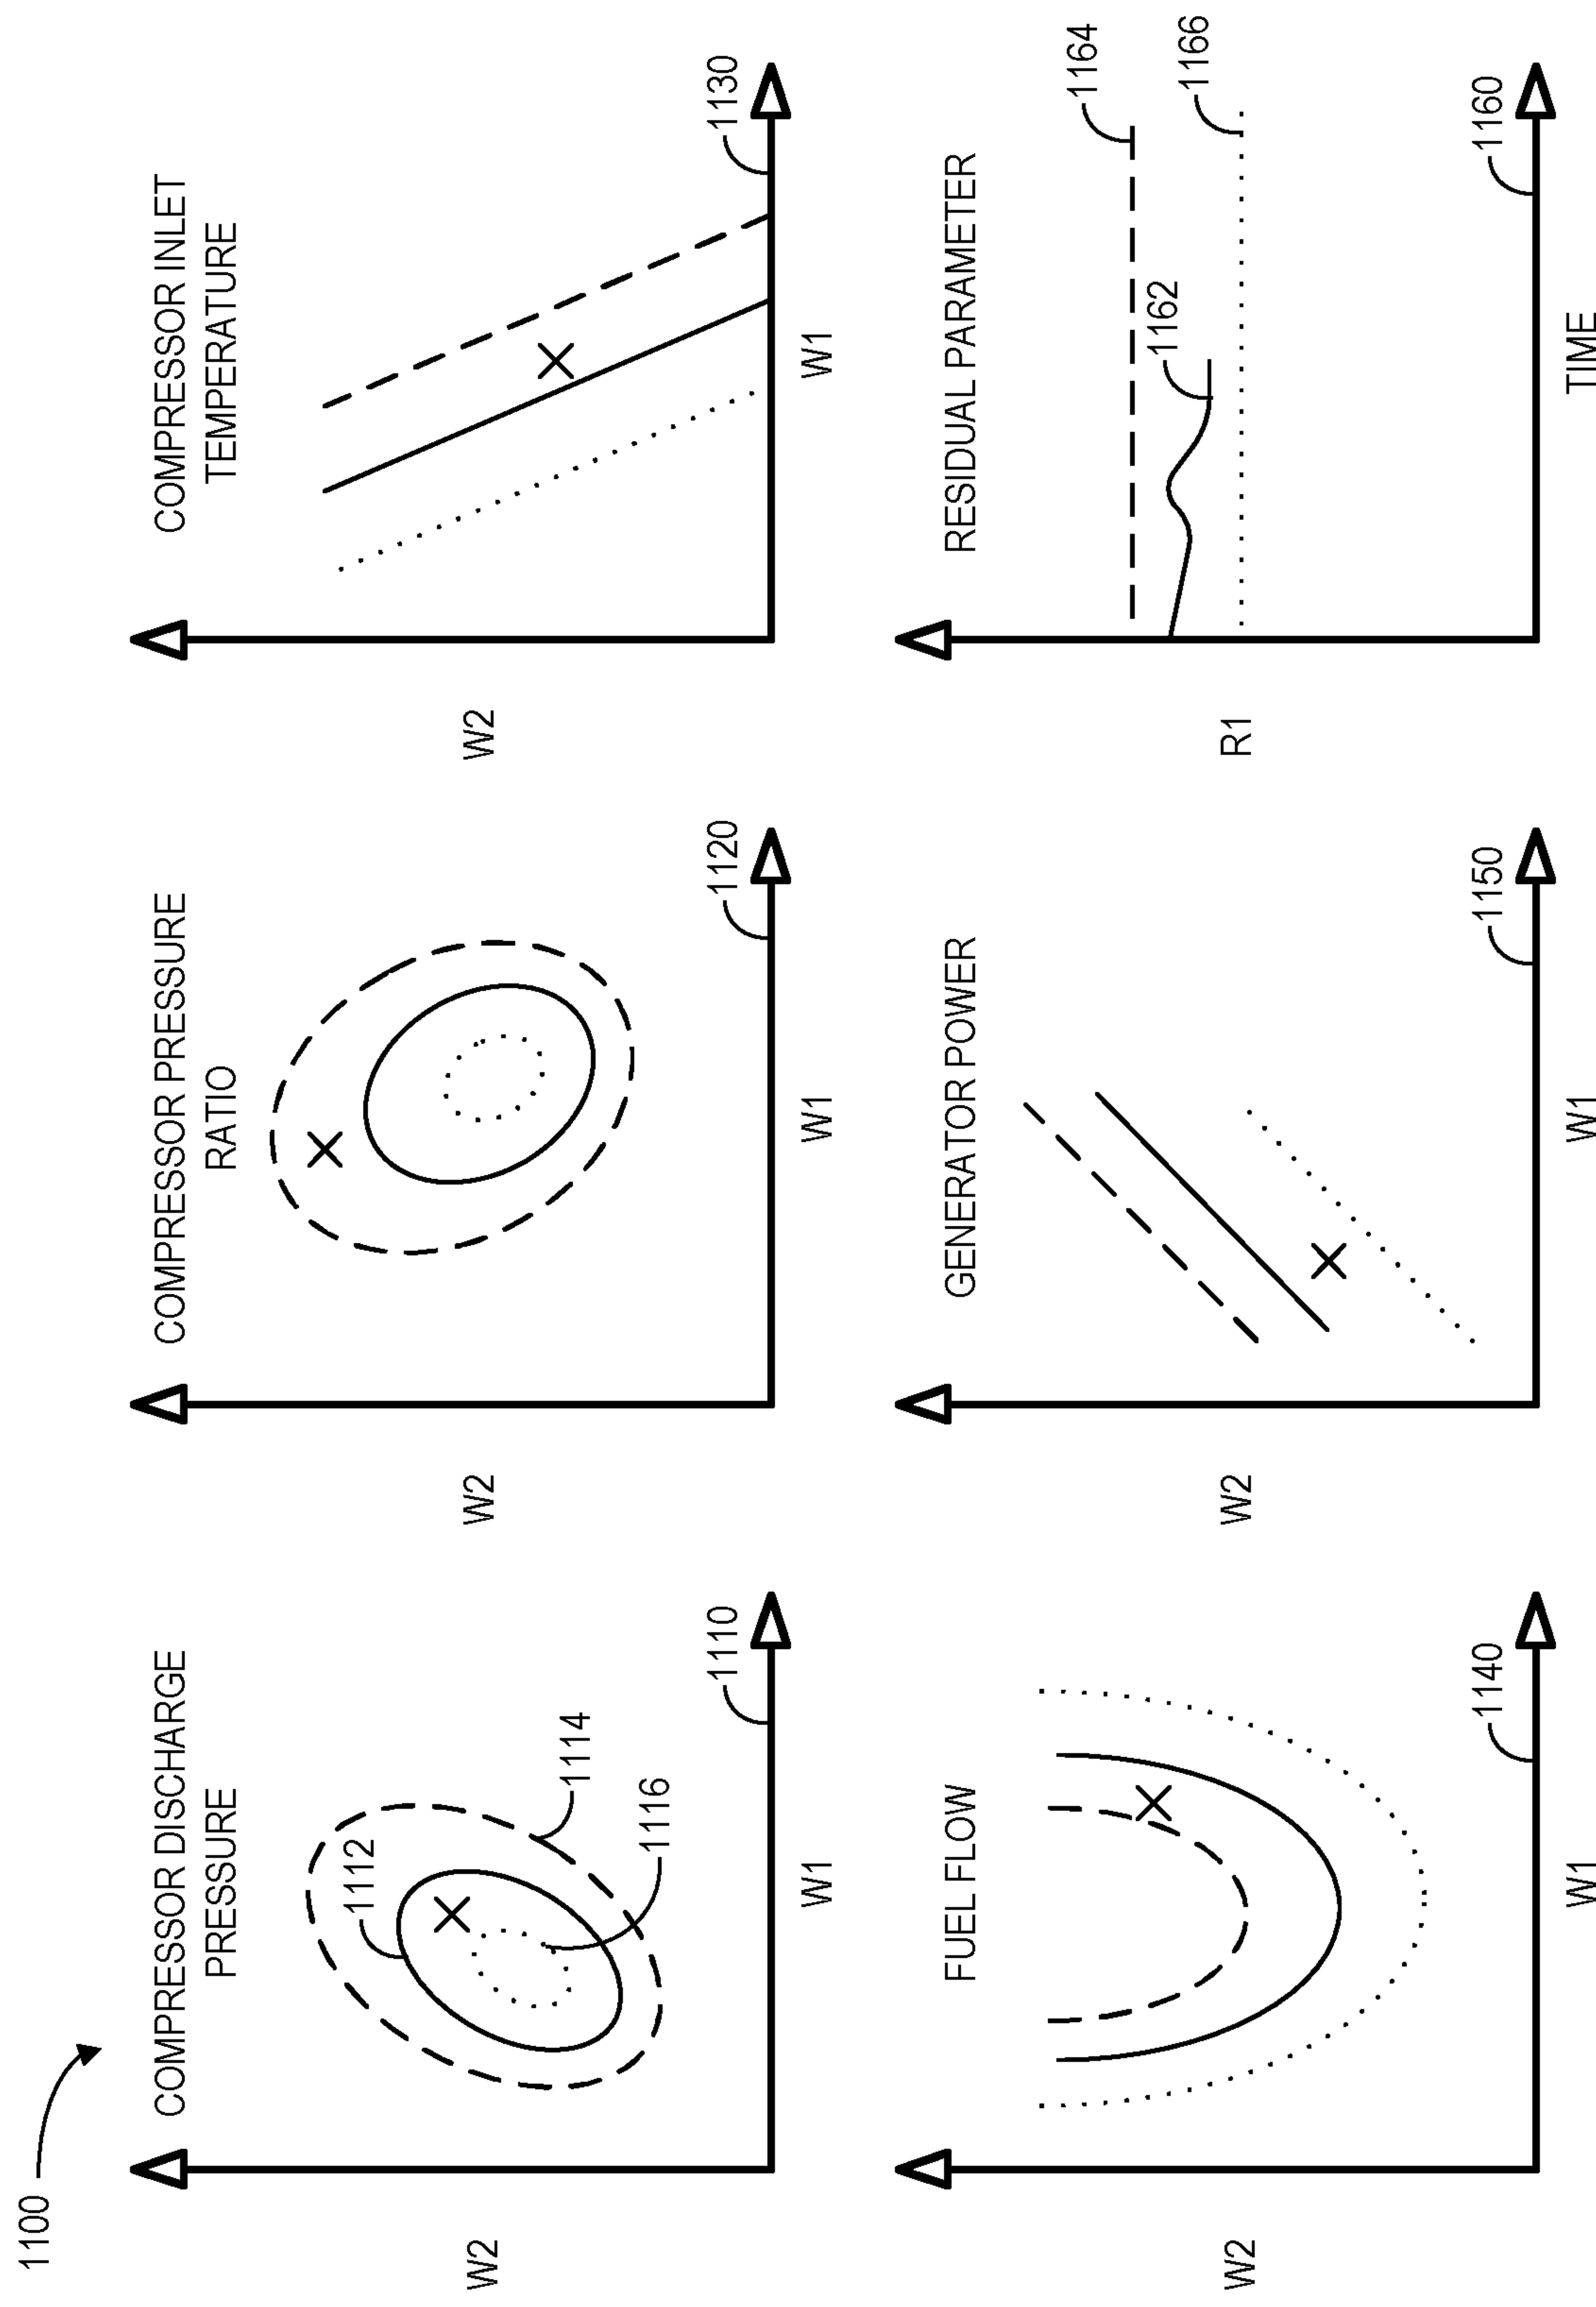 1100
COMPRESSOR DISCHARGE
PRESSURE
1112
1114
1116
1110
W2
W1
COMPRESSOR PRESSURE
RATIO
1120
W2
W1
COMPRESSOR INLET
TEMPERATURE
1130
W2
W1
FUEL FLOW
1140
W2
W1
GENERATOR POWER
1150
W2
W1
RESIDUAL PARAMETER
1164
1162
1166
1160
R1
TIME